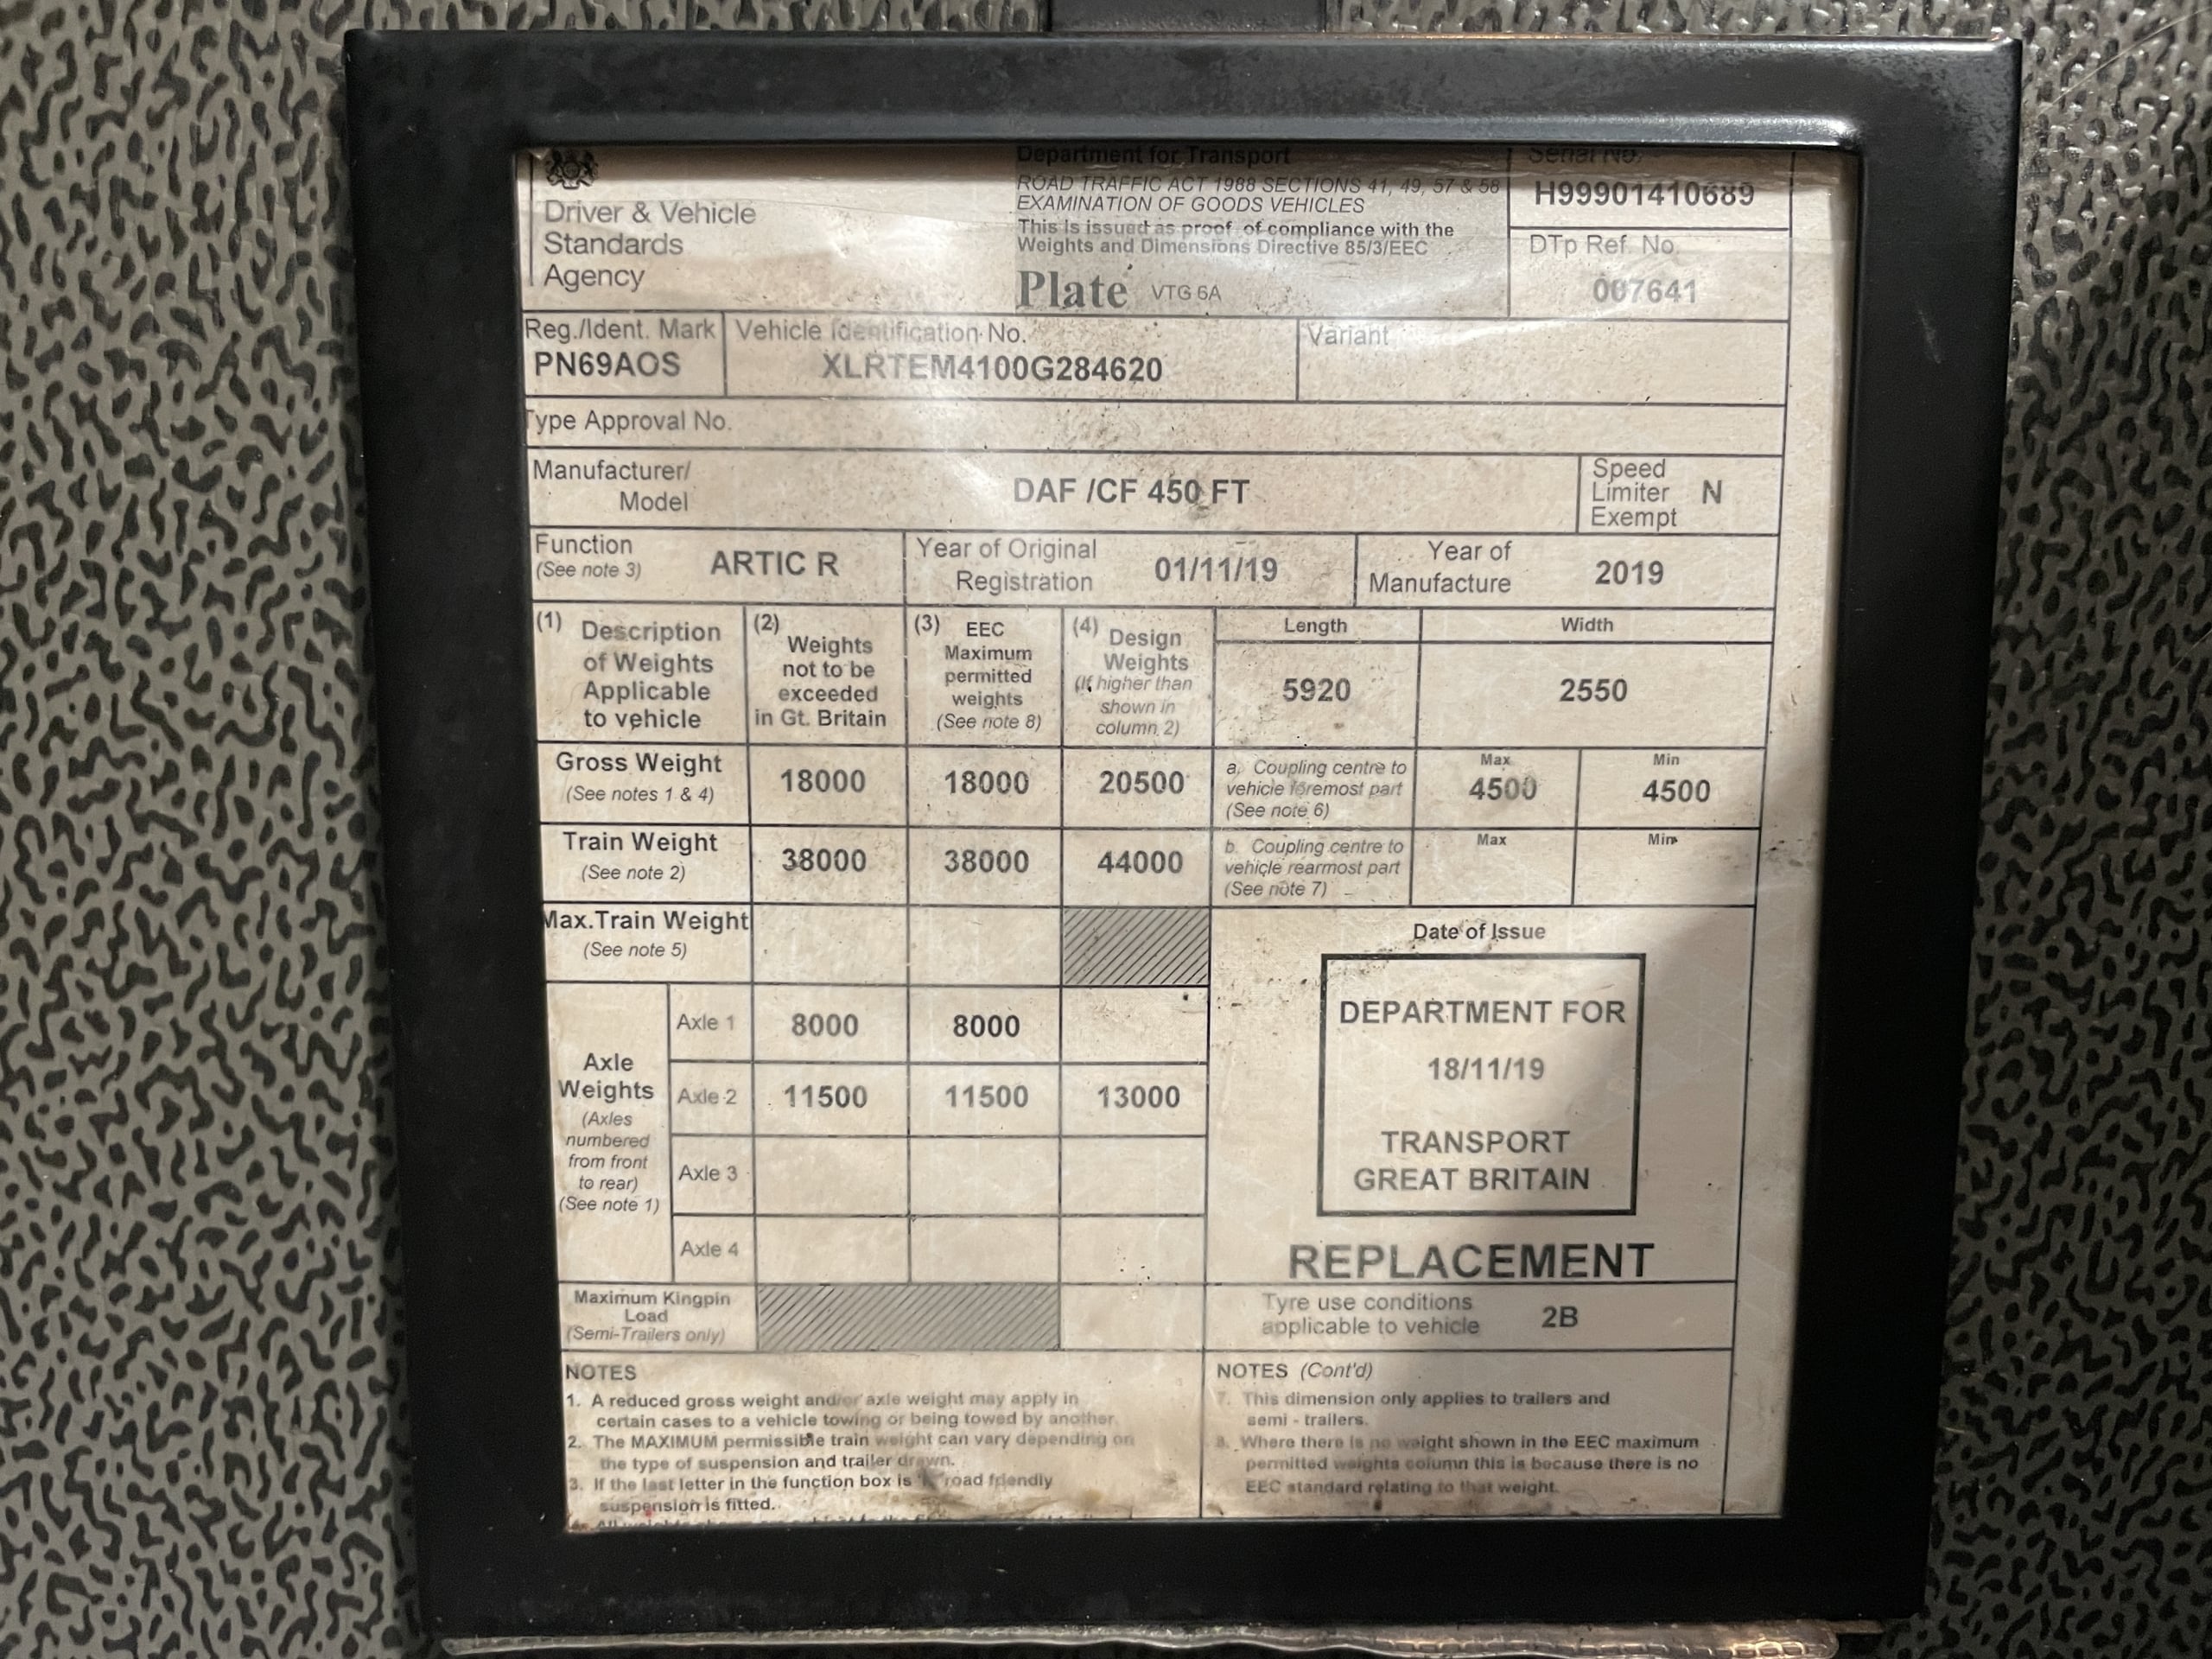 Department for Transport
ROAD TRAFFIC ACT 1988 SECTIONS 41, 49, 57 & 58
EXAMINATION OF GOODS VEHICLES
This is issued as proof of compliance with the
Weights and Dimensions Directive 85/3/EEC
Plate VTG 6A
Driver & Vehicle
Standards
Agency
Serial No.
H99901410689
DTp Ref. No.
007641
Reg./Ident. Mark
PN69AOS
Vehicle Identification No.
XLRTEM4100G284620
Variant
Type Approval No.
Manufacturer/
Model
DAF /CF 450 FT
Speed
Limiter
Exempt
N
Function
(See note 3)
ARTIC R
Year of Original
Registration
01/11/19
Year of
Manufacture
2019
(1) Description
of Weights
Applicable
to vehicle
(2) Weights
not to be
exceeded
in Gt. Britain
(3) EEC
Maximum
permitted
weights
(See note 8)
(4) Design
Weights
(If higher than
shown in
column 2)
Length
5920
Width
2550
Gross Weight
(See notes 1 & 4)
18000 18000 20500
a. Coupling centre to
vehicle foremost part
(See note 6)
Max
4500
Min
4500
Train Weight
(See note 2)
38000 38000 44000
b. Coupling centre to
vehicle rearmost part
(See note 7)
Max
Min
Max.Train Weight
(See note 5)
Axle
Weights
(Axles
numbered
from front
to rear)
(See note 1)
Axle 1 8000 8000
Axle 2 11500 11500 13000
Axle 3
Axle 4
Date of Issue
DEPARTMENT FOR
18/11/19
TRANSPORT
GREAT BRITAIN
REPLACEMENT
Maximum Kingpin
Load
(Semi-Trailers only)
Tyre use conditions
applicable to vehicle
2B
NOTES
1. A reduced gross weight and/or axle weight may apply in
certain cases to a vehicle towing or being towed by another.
2. The MAXIMUM permissible train weight can vary depending on
the type of suspension and trailer drawn.
3. If the last letter in the function box is road friendly
suspension is fitted.
NOTES (Cont'd)
7. This dimension only applies to trailers and
semi - trailers.
8. Where there is no weight shown in the EEC maximum
permitted weights column this is because there is no
EEC standard relating to that weight.